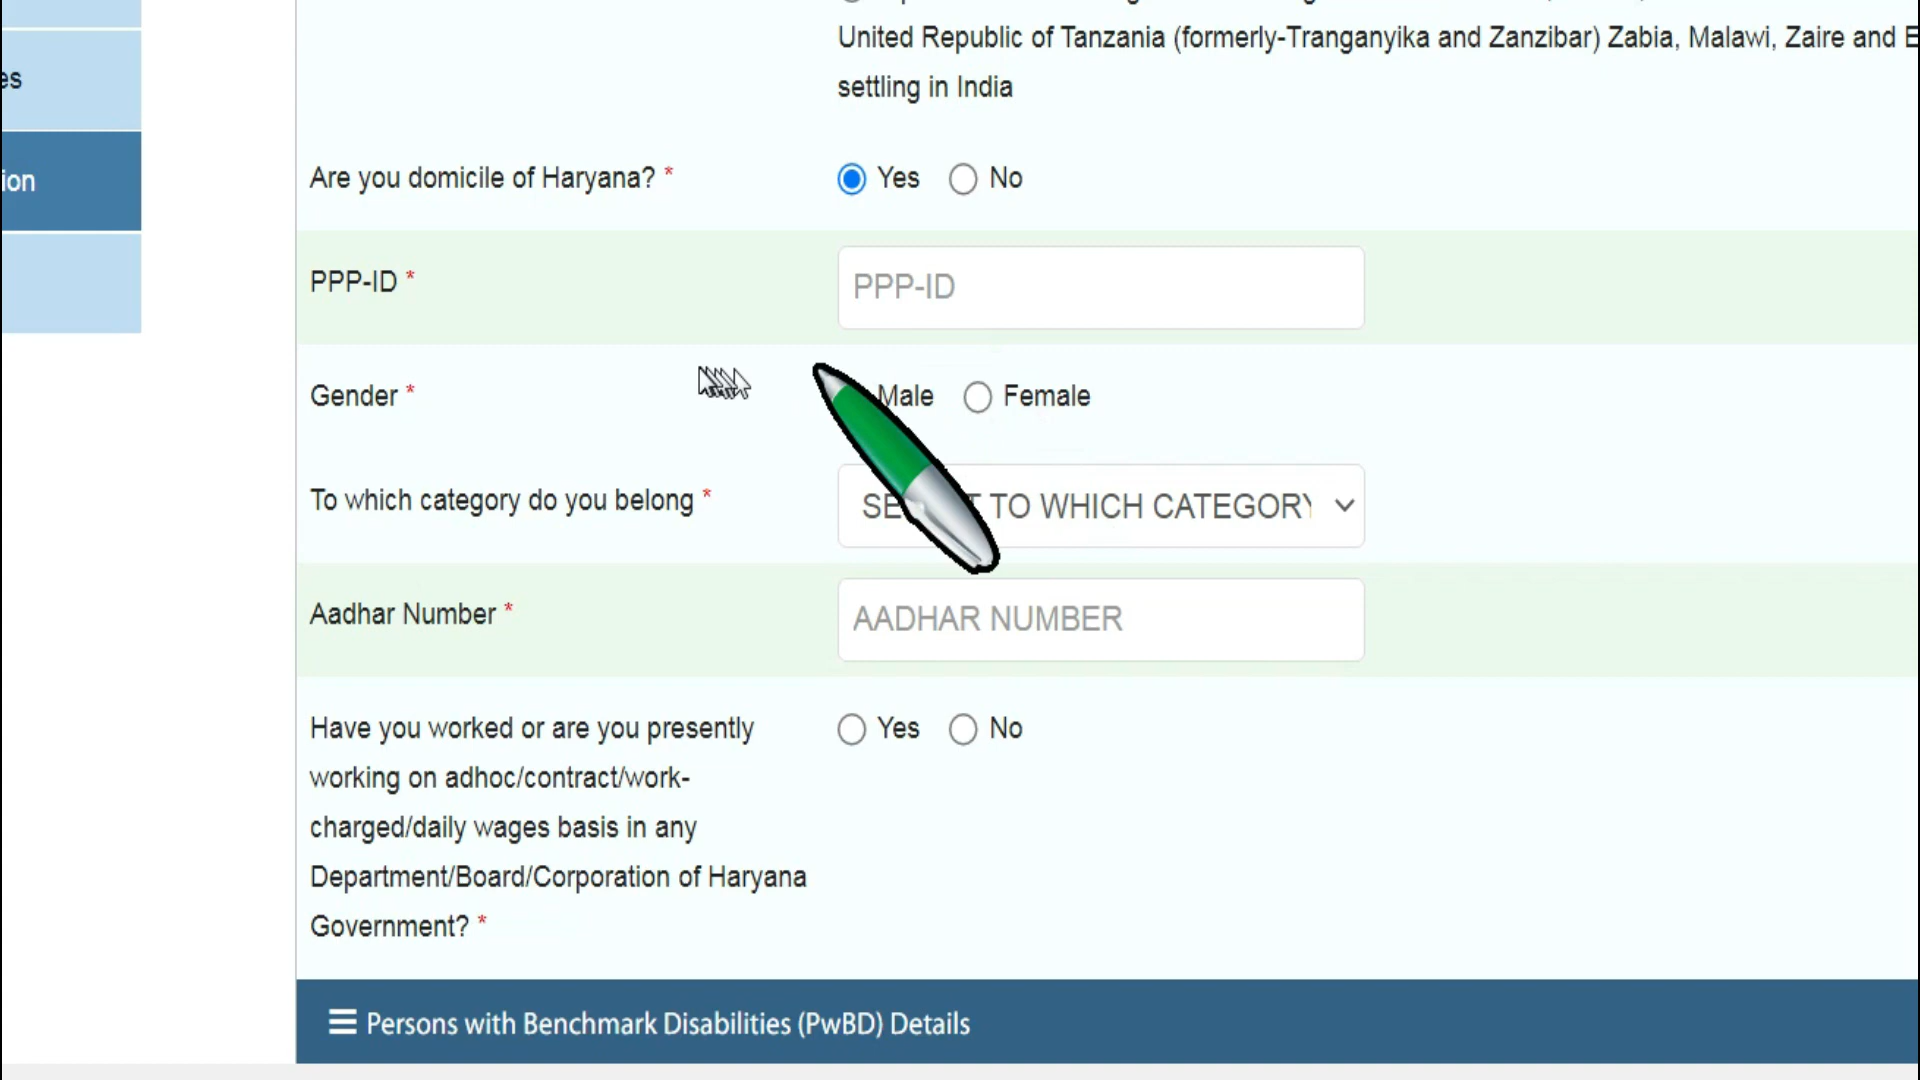 United Republic of Tanzania (formerly-Tranganyika and Zanzibar) Zabia, Malawi, Zaire and E
settling in India
es
ion
Are you domicile of Haryana? * Yes No
PPP-ID * PPP-ID
Gender * Male Female
To which category do you belong * TO WHICH CATEGORY
Aadhar Number * AADHAR NUMBER
Have you worked or are you presently Yes No
working on adhoc/contract/work-
charged/daily wages basis in any
Department/Board/Corporation of Haryana
Government? *
Persons with Benchmark Disabilities (PwBD) Details